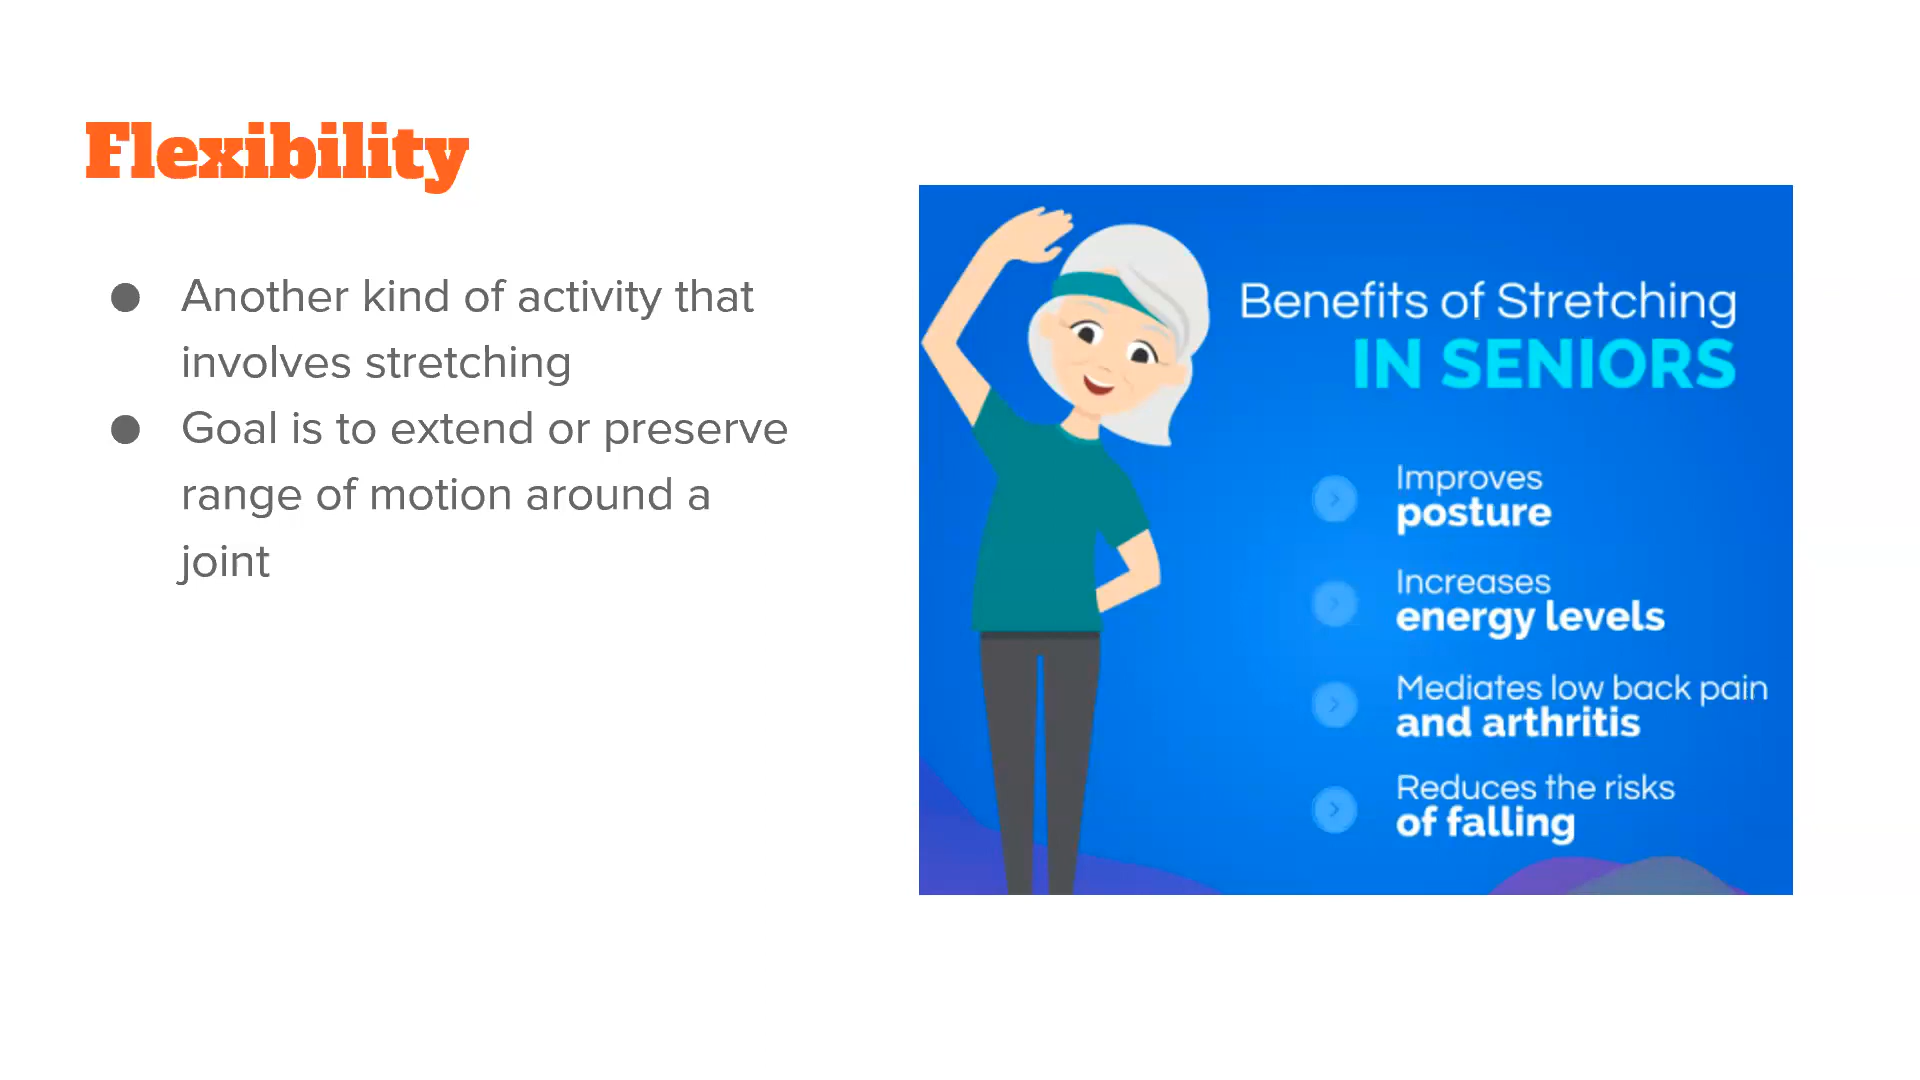 Flexibility
● Another kind of activity that
involves stretching
● Goal is to extend or preserve
range of motion around a
joint
Benefits of Stretching
IN SENIORS
Improves
posture
Increases
energy levels
Mediates low back pain
and arthritis
Reduces the risks
of falling